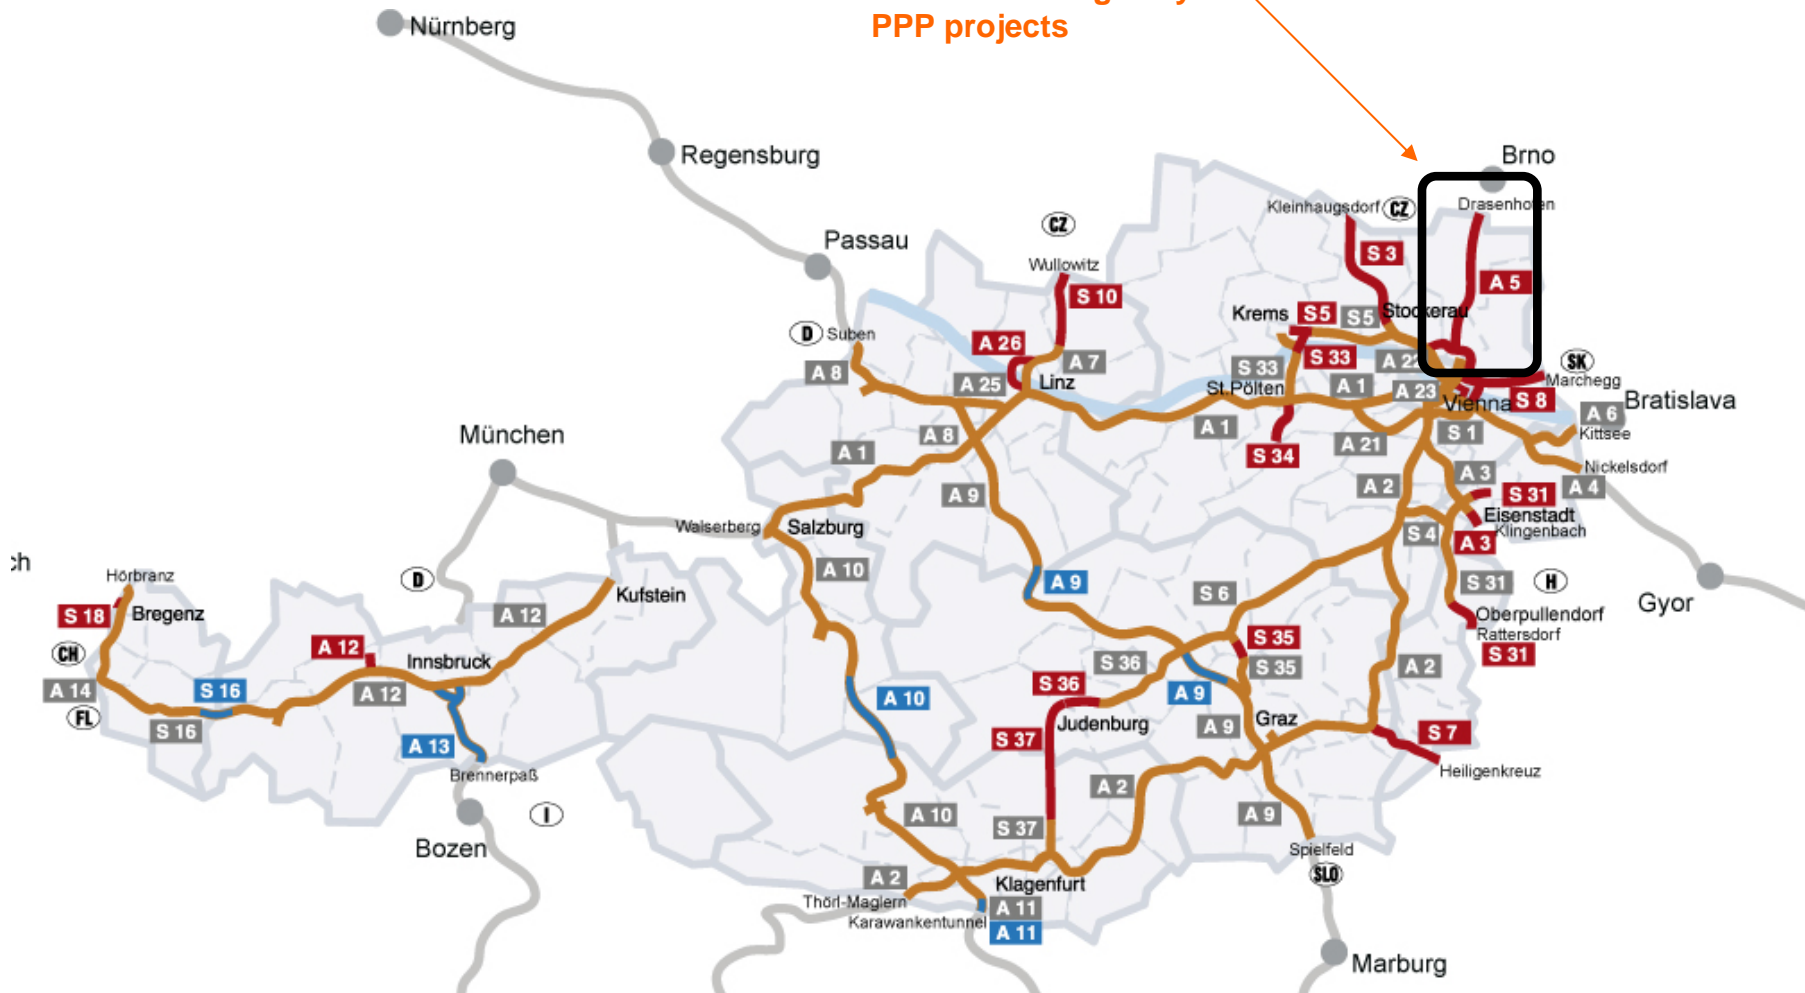 PPP projects
Nürnberg
Regensburg
Brno
Passau
Kleinhaugsdorf
CZ
Drasenhofen
CZ
Wullowitz
S 3
A 5
S 10
Krems
S5
S5
Stockerau
D
Suben
A 26
A 7
S 33
S 33
A 22
SK
A 8
A 25
Linz
St.Pölten
A 1
A 23
Marchegg
Vienna
S 8
A 6
Bratislava
München
A 8
A 1
A 1
S 34
A 21
S 1
Kittsee
A 9
A 2
A 3
Nickelsdorf
A 4
S 31
Walserberg
Salzburg
Eisenstadt
Klingenbach
S 4
A 3
ch
Hörbranz
D
A 10
A 9
S 31
H
Gyor
Kufstein
S 6
S 18
Bregenz
A 12
Oberpullendorf
Rattersdorf
S 31
CH
A 12
Innsbruck
S 35
S 36
S 35
A 2
A 14
S 16
A 12
S 36
A 9
A 10
FL
S 16
A 13
Judenburg
A 9
Graz
S 7
S 37
Brennerpaß
Heiligenkreuz
A 2
I
A 10
S 37
A 9
Bozen
Spielfeld
A 2
Klagenfurt
SLO
Thörl-Maglern
A 11
Karawankentunnel
A 11
Marburg